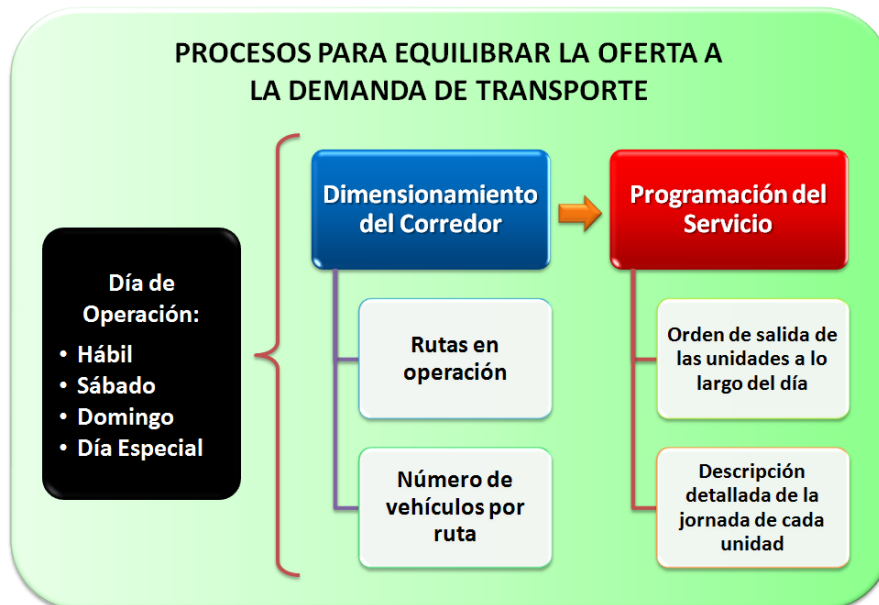 PROCESOS PARA EQUILIBRAR LA OFERTA A
LA DEMANDA DE TRANSPORTE
Día de
Operación:
• Hábil
• Sábado
• Domingo
• Día Especial
Dimensionamiento
del Corredor
Rutas en
operación
Número de
vehículos por
ruta
Programación del
Servicio
Orden de salida de
las unidades a lo
largo del día
Descripción
detallada de la
jornada de cada
unidad